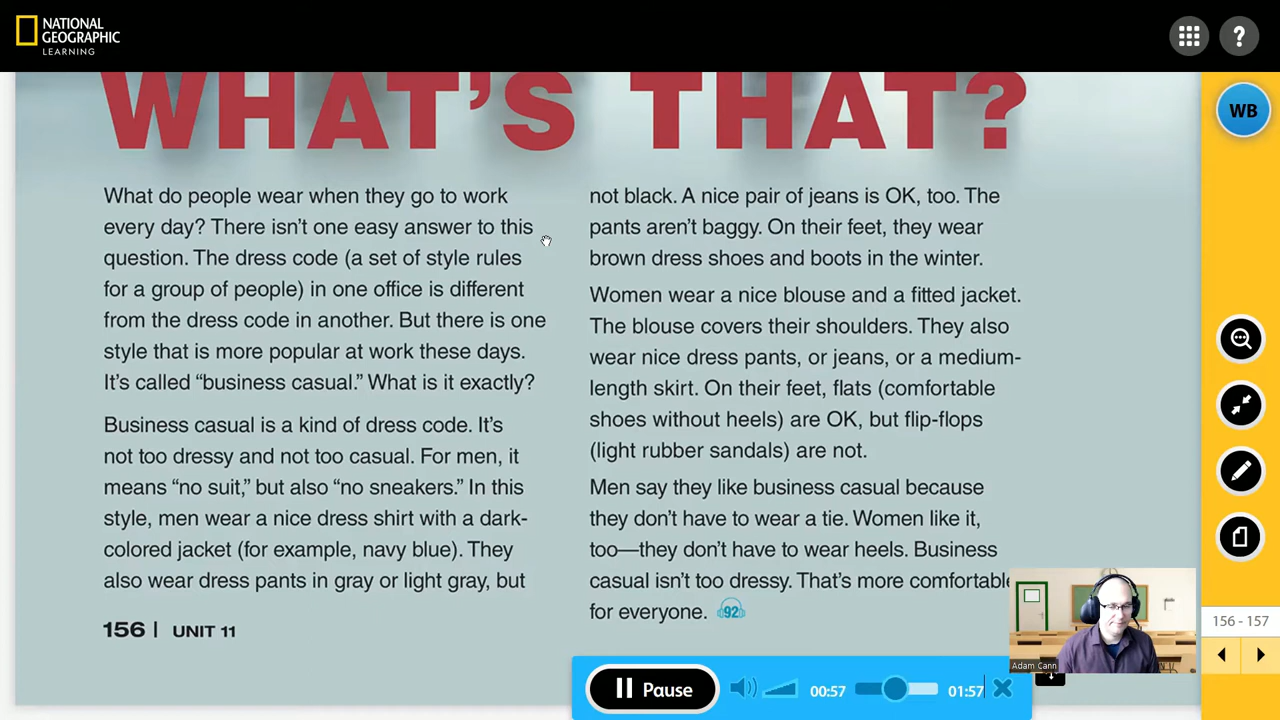 NATIONAL
GEOGRAPHIC
LEARNING
?
WB
WHAT'S THAT?
What do people wear when they go to work
every day? There isn't one easy answer to this
question. The dress code (a set of style rules
for a group of people) in one office is different
from the dress code in another. But there is one
style that is more popular at work these days.
It's called “business casual.” What is it exactly?
Business casual is a kind of dress code. It's
not too dressy and not too casual. For men, it
means “no suit,” but also “no sneakers.” In this
style, men wear a nice dress shirt with a dark-
colored jacket (for example, navy blue). They
also wear dress pants in gray or light gray, but
156 | UNIT 11
not black. A nice pair of jeans is OK, too. The
pants aren't baggy. On their feet, they wear
brown dress shoes and boots in the winter.
Women wear a nice blouse and a fitted jacket.
The blouse covers their shoulders. They also
wear nice dress pants, or jeans, or a medium-
length skirt. On their feet, flats (comfortable
shoes without heels) are OK, but flip-flops
(light rubber sandals) are not.
Men say they like business casual because
they don't have to wear a tie. Women like it,
too—they don't have to wear heels. Business
casual isn't too dressy. That's more comfortable
for everyone. 92
Adam Cann
156 - 157
Pause 00:57 01:57